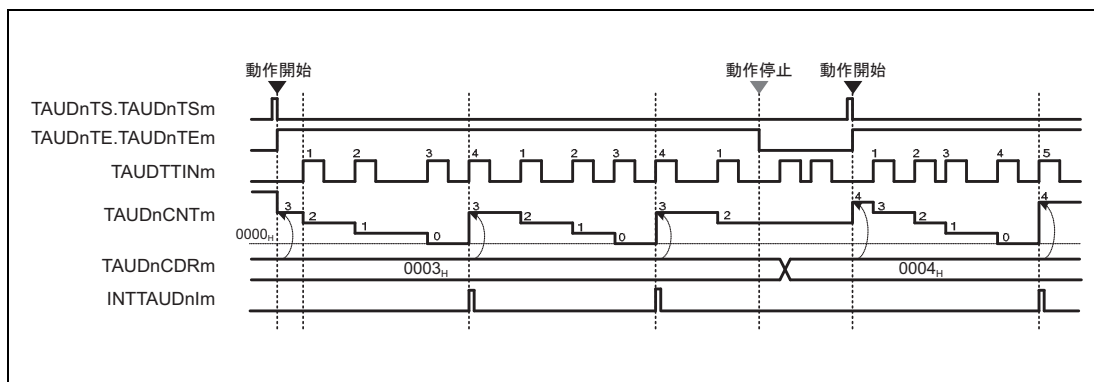 動作開始 動作停止 動作開始
TAUDnTS.TAUDnTSm
TAUDnTE.TAUDnTEm
TAUDTTINm 1 2 3 4 1 2 3 4 1 1 2 3 4 5
TAUDnCNTm 3 2 1 0 3 2 1 0 3 2 4 3 2 1 0 4
0000H
TAUDnCDRm 0003H 0004H
INTTAUDnIm